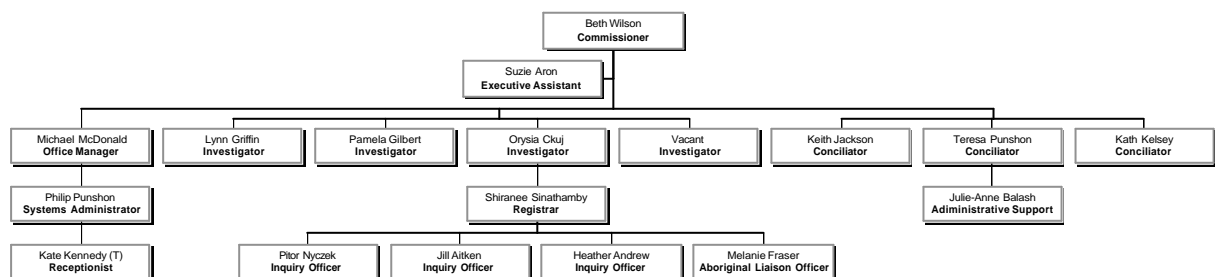 Beth Wilson
Commissioner
Suzie Aron
Executive Assistant
Michael McDonald
Office Manager
Lynn Griffin
Investigator
Pamela Gilbert
Investigator
Orysia Ckuj
Investigator
Vacant
Investigator
Keith Jackson
Conciliator
Teresa Punshon
Conciliator
Kath Kelsey
Conciliator
Philip Punshon
Systems Administrator
Shiranee Sinathamby
Registrar
Julie-Anne Balash
Adiministrative Support
Kate Kennedy (T)
Receptionist
Pitor Nyczek
Inquiry Officer
Jill Aitken
Inquiry Officer
Heather Andrew
Inquiry Officer
Melanie Fraser
Aboriginal Liaison Officer